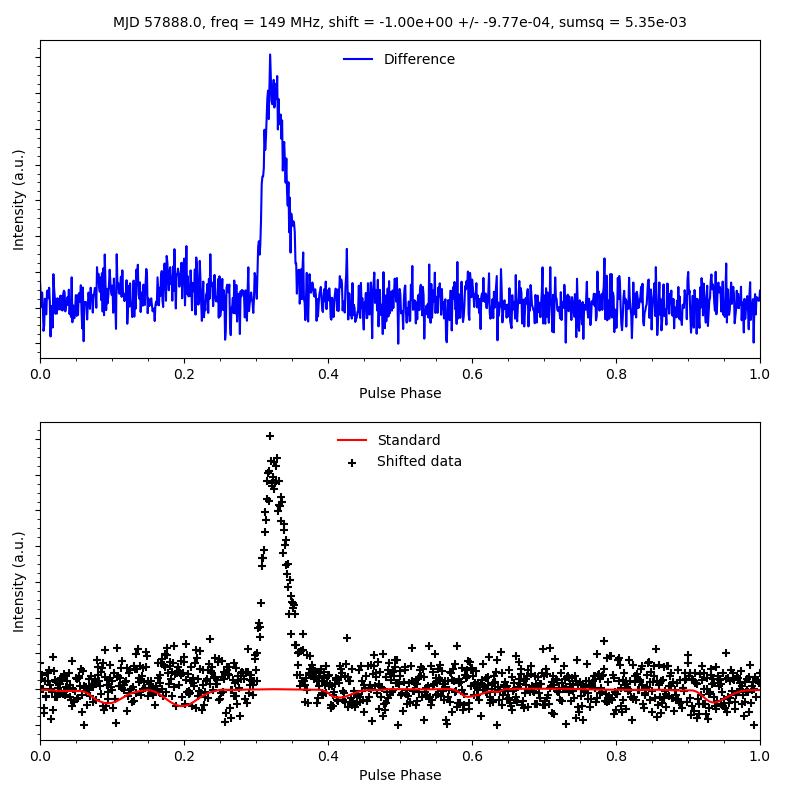 MJD 57888.0, freq = 149 MHz, shift = -1.00e+00 +/- -9.77e-04, sumsq = 5.35e-03
Difference
Intensity (a.u.)
0.0 0.2 0.4 0.6 0.8 1.0
Pulse Phase
Standard
Shifted data
Intensity (a.u.)
0.0 0.2 0.4 0.6 0.8 1.0
Pulse Phase